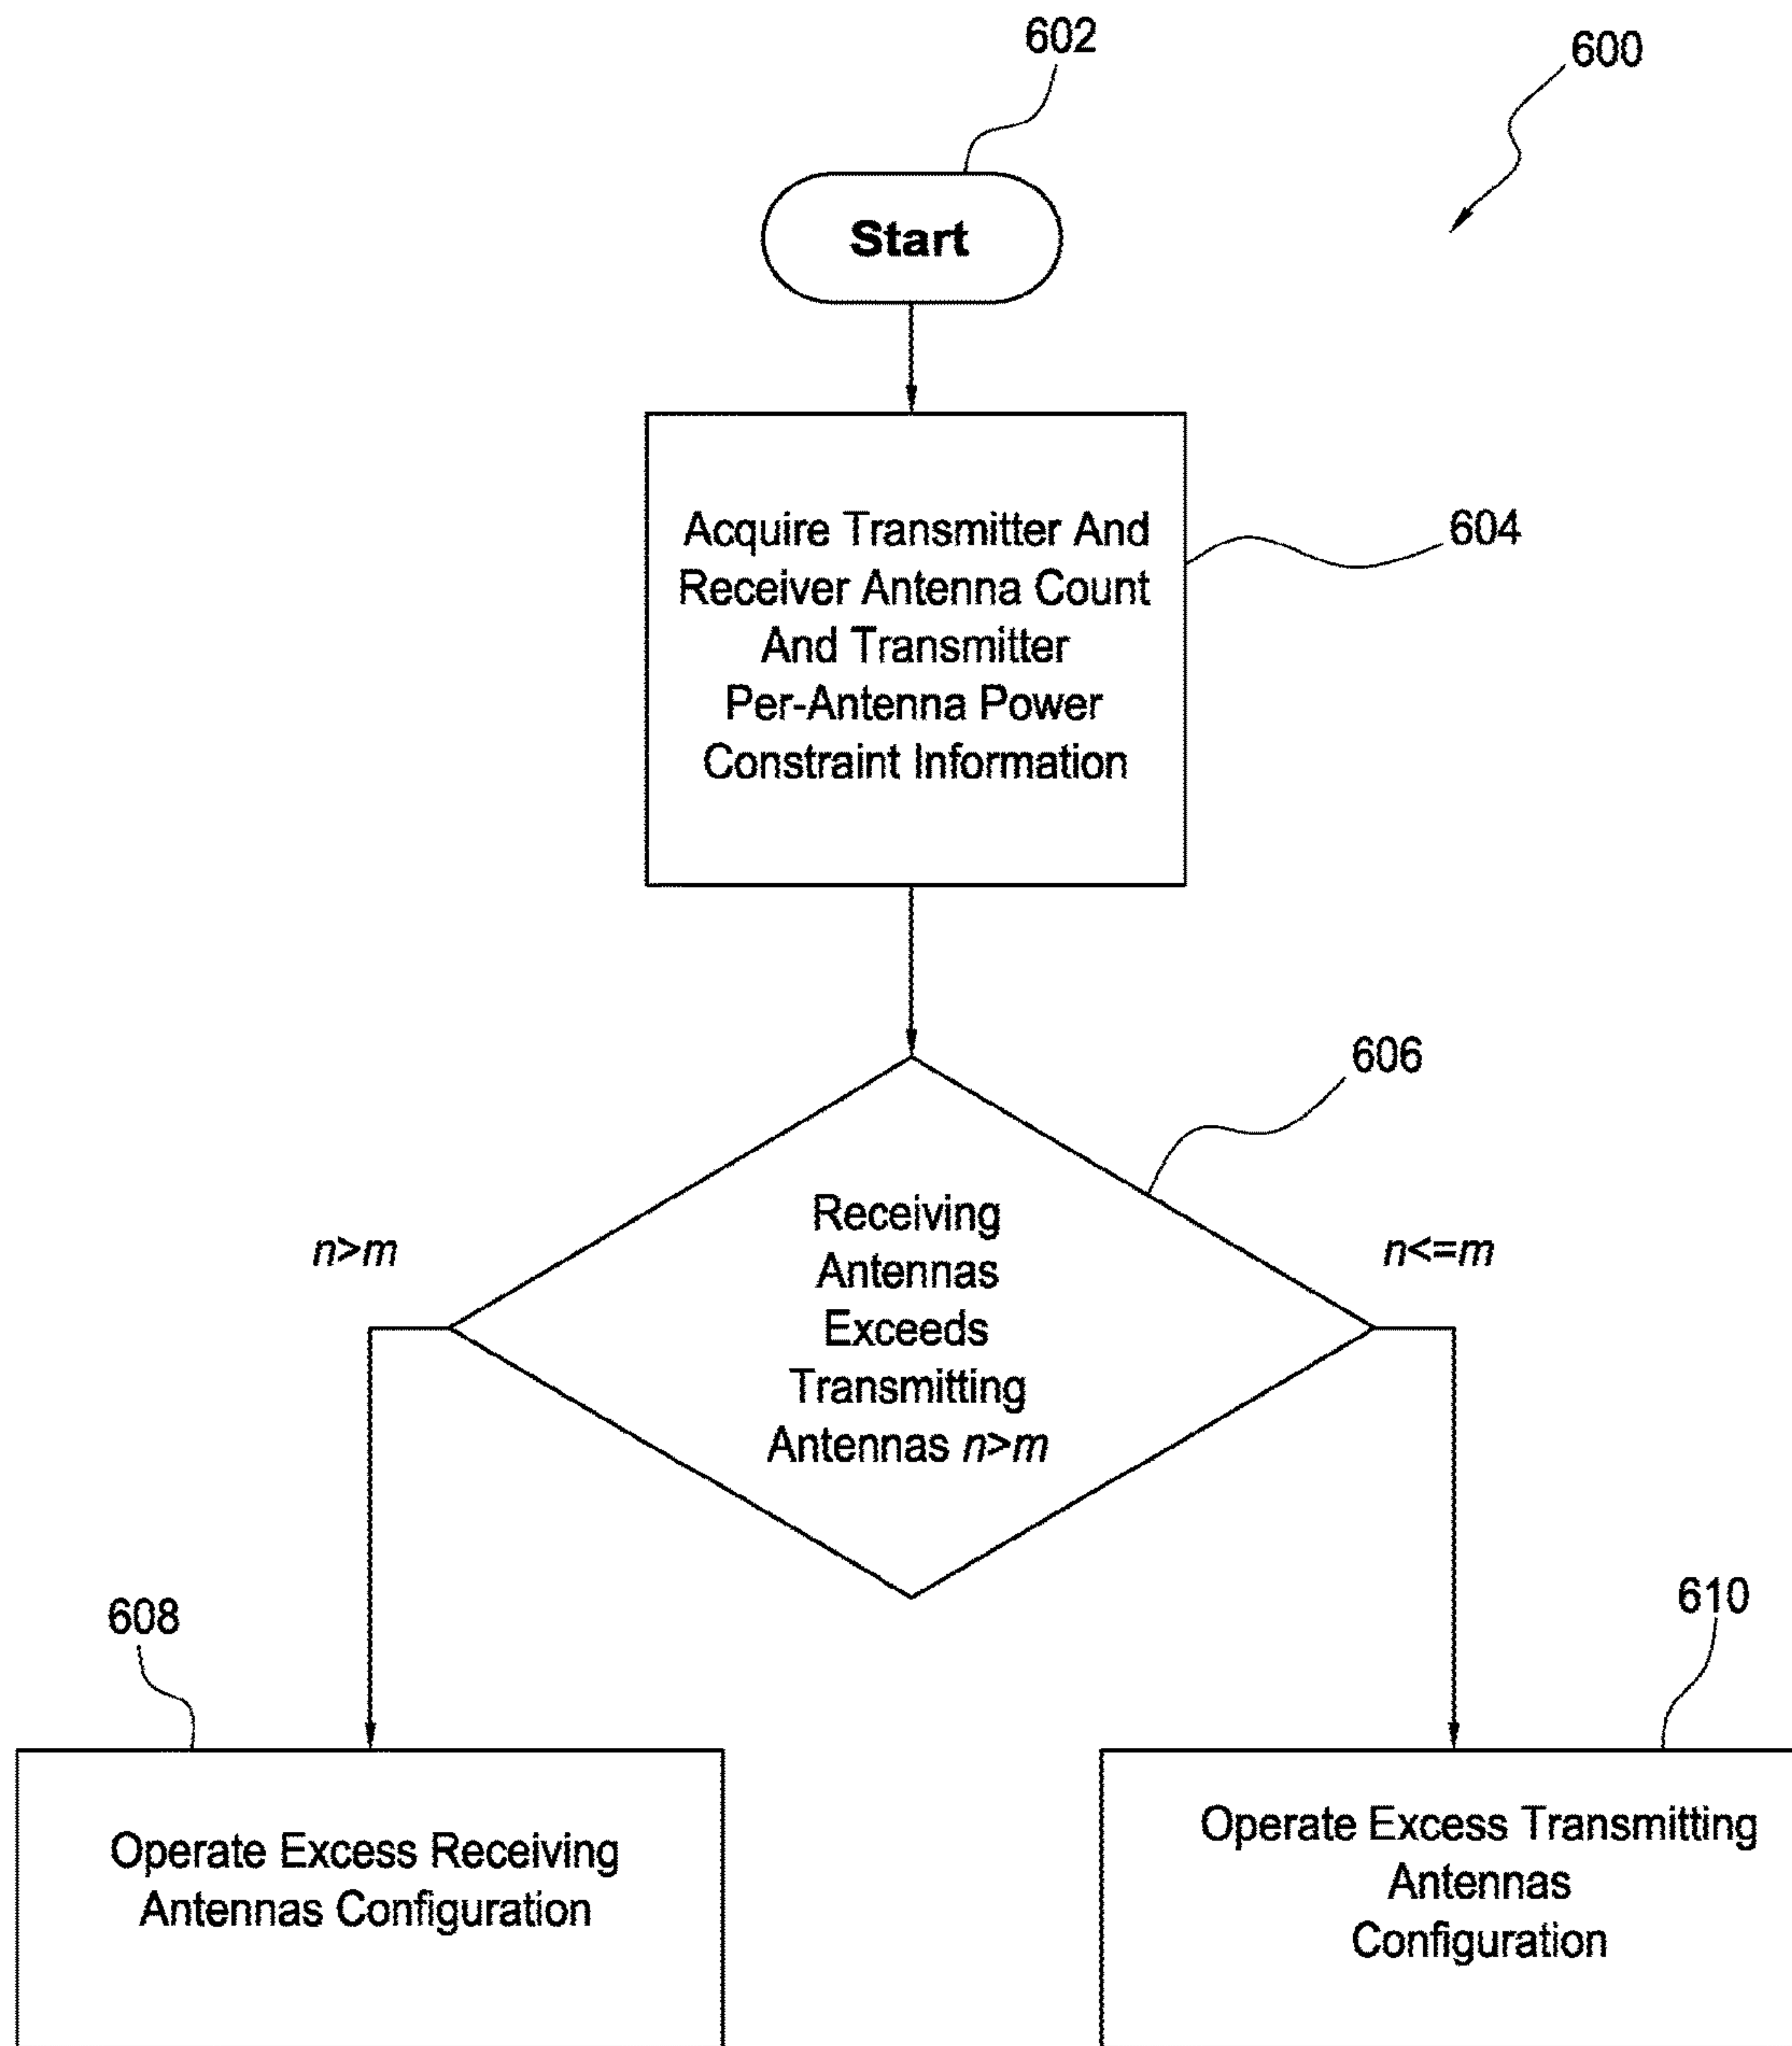 602
600
Start
Acquire Transmitter And
Receiver Antenna Count
And Transmitter
Per-Antenna Power
Constraint Information
604
606
Receiving
Antennas
Exceeds
Transmitting
Antennas n>m
n>m
n<=m
608
610
Operate Excess Receiving
Antennas Configuration
Operate Excess Transmitting
Antennas
Configuration